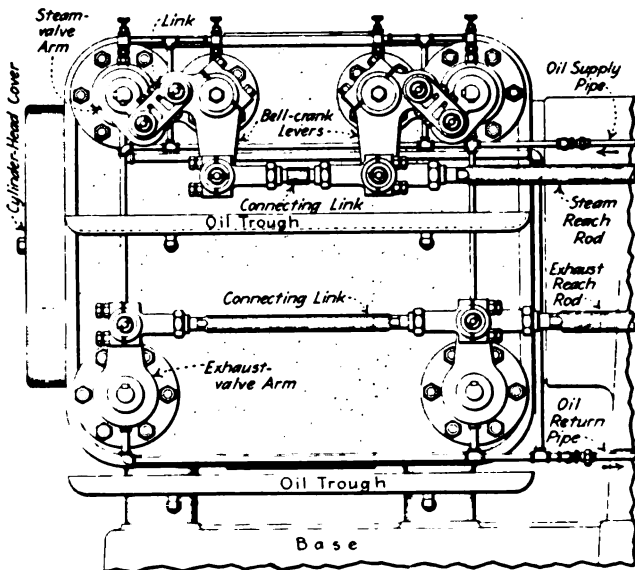 Steam-
valve
Arm
Link
Oil Supply
Pipe
Cylinder-Head Cover
Bell-crank
Levers
Connecting Link
Oil Trough
Steam
Reach
Rod
Connecting Link
Exhaust
Reach
Rod
Exhaust-
valve Arm
Oil
Return
Pipe
Oil Trough
Base